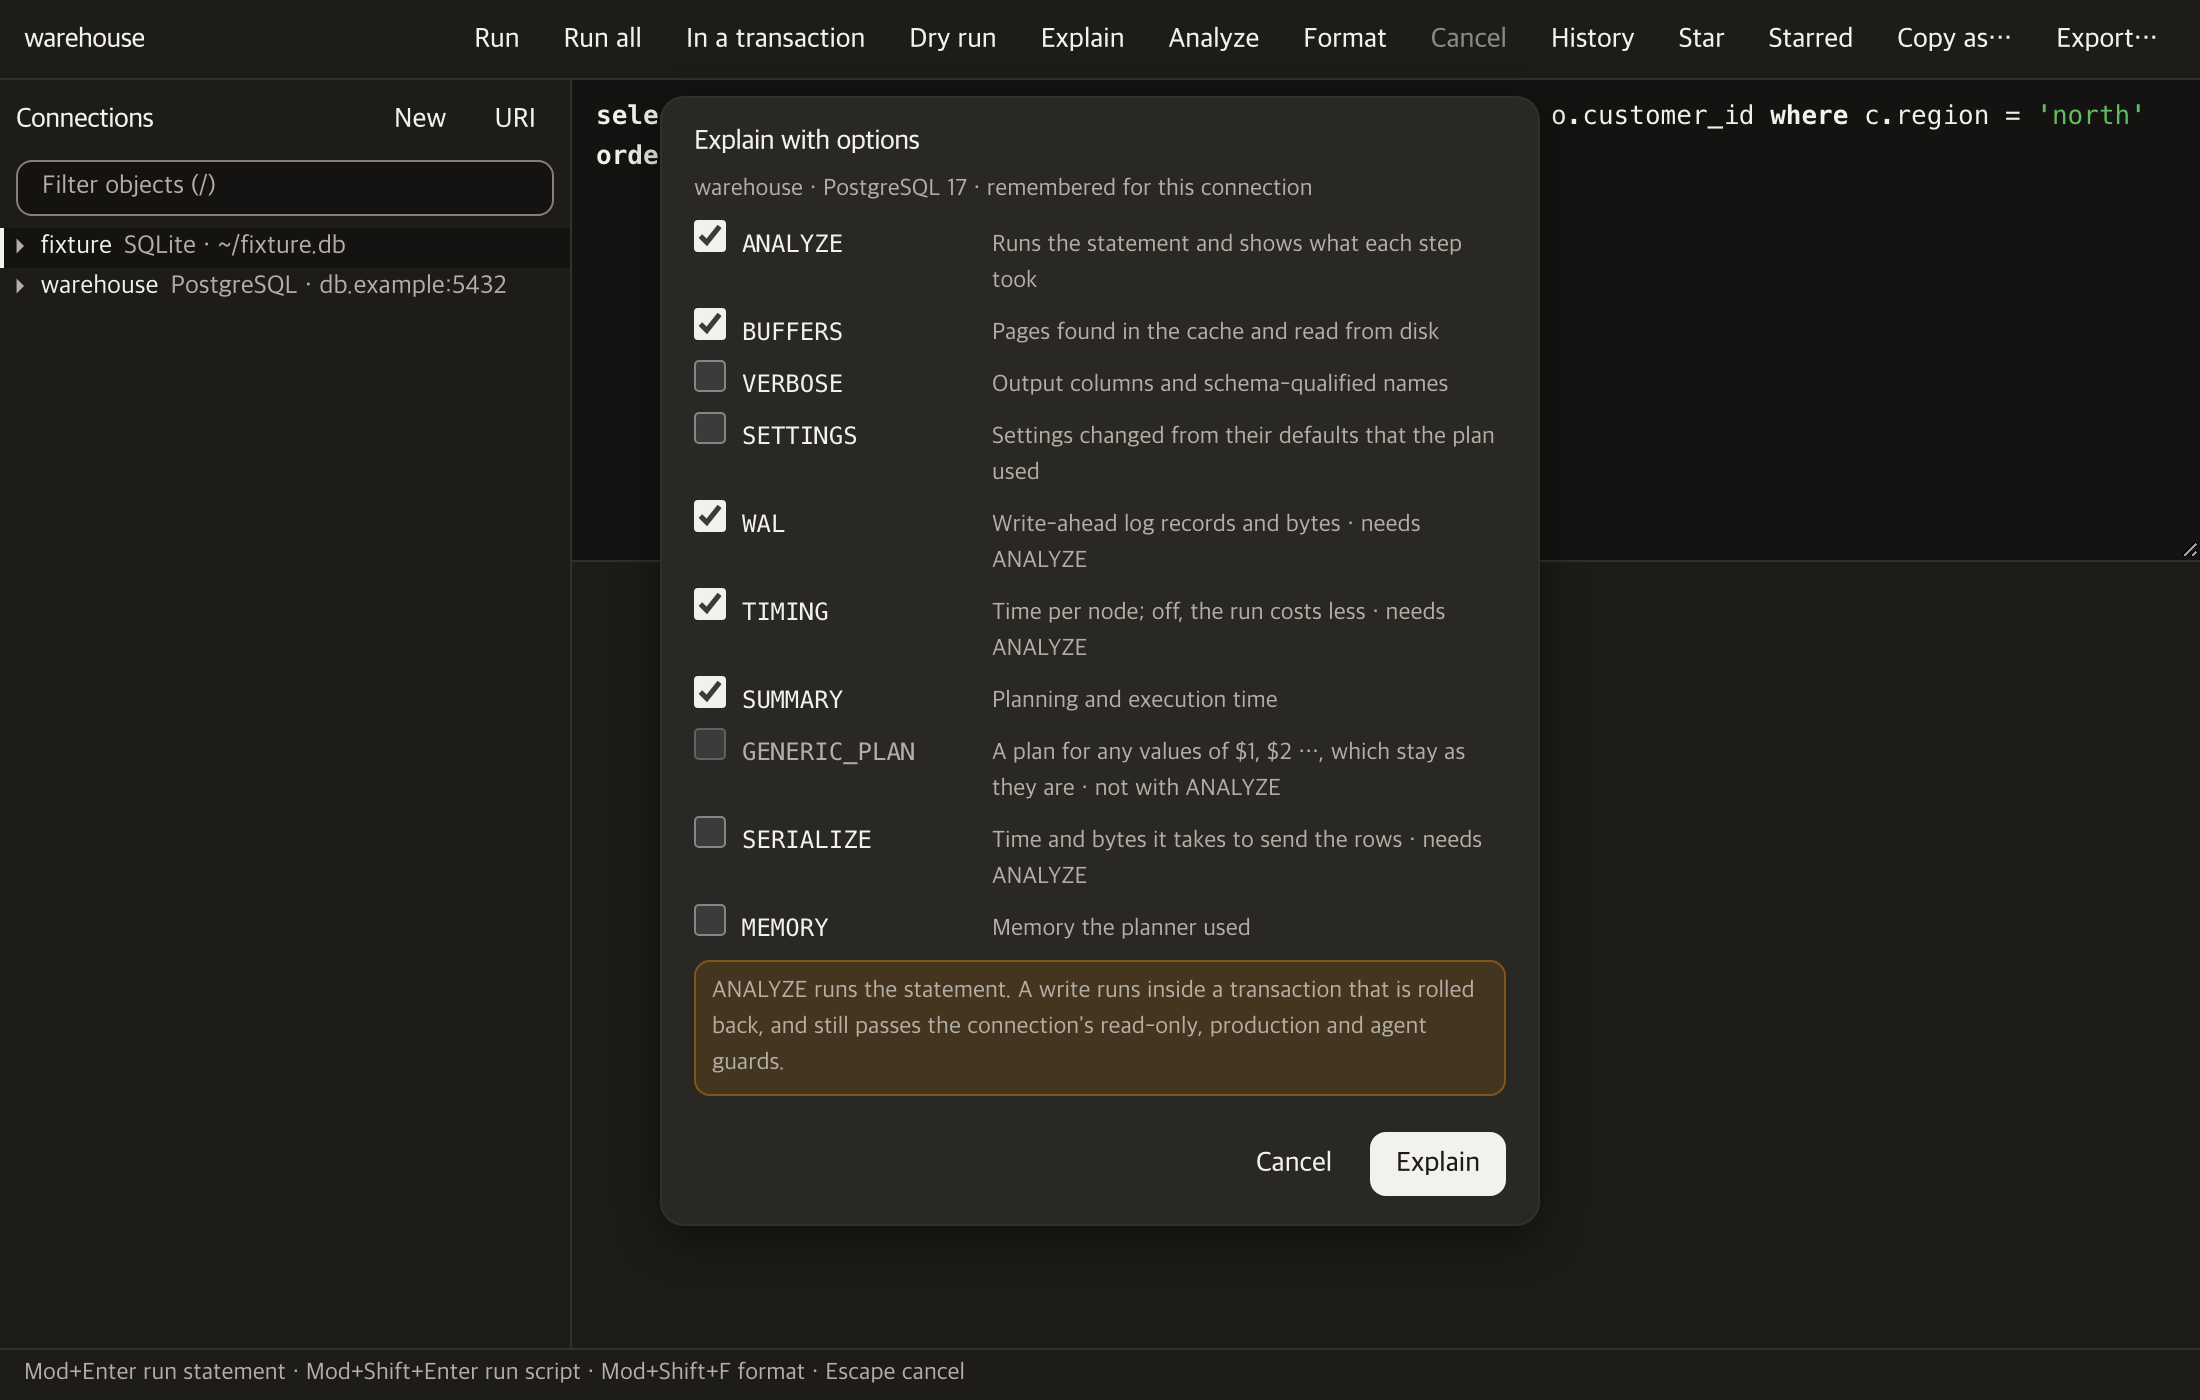 warehouse Run Run all In a transaction Dry run Explain Analyze Format Cancel History Star Starred Copy as… Export…
Connections New URI
Filter objects (/)
fixture SQLite · ~/fixture.db
warehouse PostgreSQL · db.example:5432
sele o.customer_id where c.region = 'north'
orde
Explain with options
warehouse · PostgreSQL 17 · remembered for this connection
ANALYZE Runs the statement and shows what each step
took
BUFFERS Pages found in the cache and read from disk
VERBOSE Output columns and schema-qualified names
SETTINGS Settings changed from their defaults that the plan
used
WAL Write-ahead log records and bytes · needs
ANALYZE
TIMING Time per node; off, the run costs less · needs
ANALYZE
SUMMARY Planning and execution time
GENERIC_PLAN A plan for any values of $1, $2 …, which stay as
they are · not with ANALYZE
SERIALIZE Time and bytes it takes to send the rows · needs
ANALYZE
MEMORY Memory the planner used
ANALYZE runs the statement. A write runs inside a transaction that is rolled
back, and still passes the connection's read-only, production and agent
guards.
Cancel Explain
Mod+Enter run statement · Mod+Shift+Enter run script · Mod+Shift+F format · Escape cancel